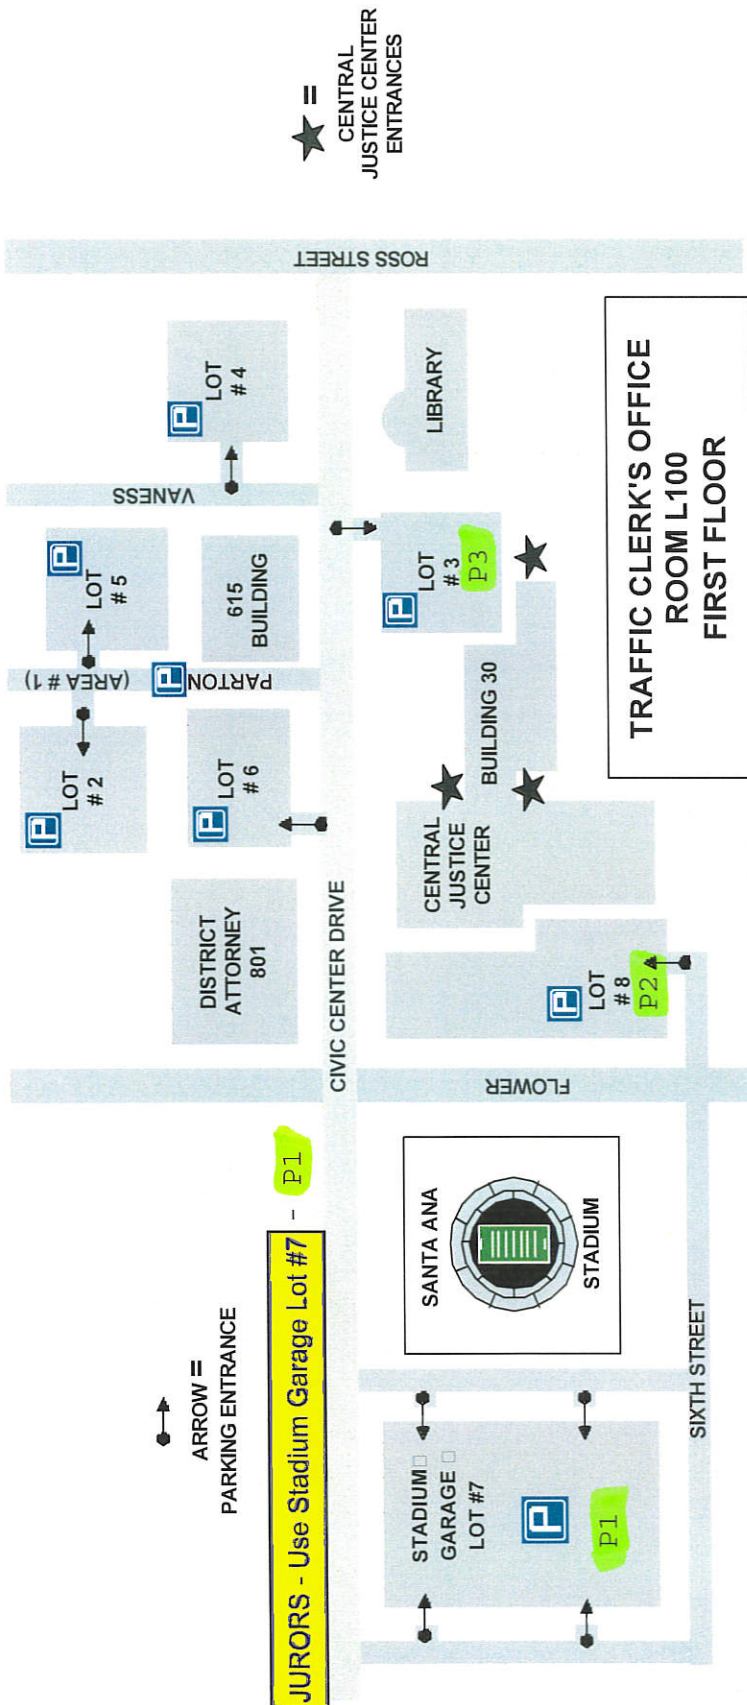 ★ =
CENTRAL
JUSTICE CENTER
ENTRANCES
ARROW =
PARKING ENTRANCE
JURORS - Use Stadium Garage Lot #7 - P1
ROSS STREET
VANESS
PARTON
(AREA # 1)
P
CIVIC CENTER DRIVE
FLOWER
SIXTH STREET
P
LOT
# 2
P
LOT
# 5
P
LOT
# 4
P
LOT
# 6
615
BUILDING
DISTRICT
ATTORNEY
801
LIBRARY
P
LOT
# 3
P3
BUILDING 30
CENTRAL
JUSTICE
CENTER
P
LOT
# 8
P2
SANTA ANA
STADIUM
STADIUM□
GARAGE □
LOT #7
P
P1
TRAFFIC CLERK'S OFFICE
ROOM L100
FIRST FLOOR